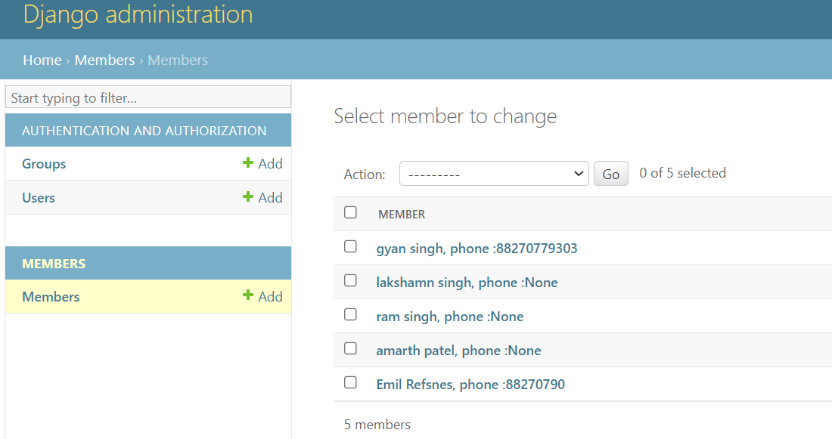 Django administration
Home › Members › Members
Start typing to filter...
AUTHENTICATION AND AUTHORIZATION
Groups + Add
Users + Add
MEMBERS
Members + Add
Select member to change
Action: --------- Go 0 of 5 selected
MEMBER
gyan singh, phone :88270779303
lakshamn singh, phone :None
ram singh, phone :None
amarth patel, phone :None
Emil Refsnes, phone :88270790
5 members